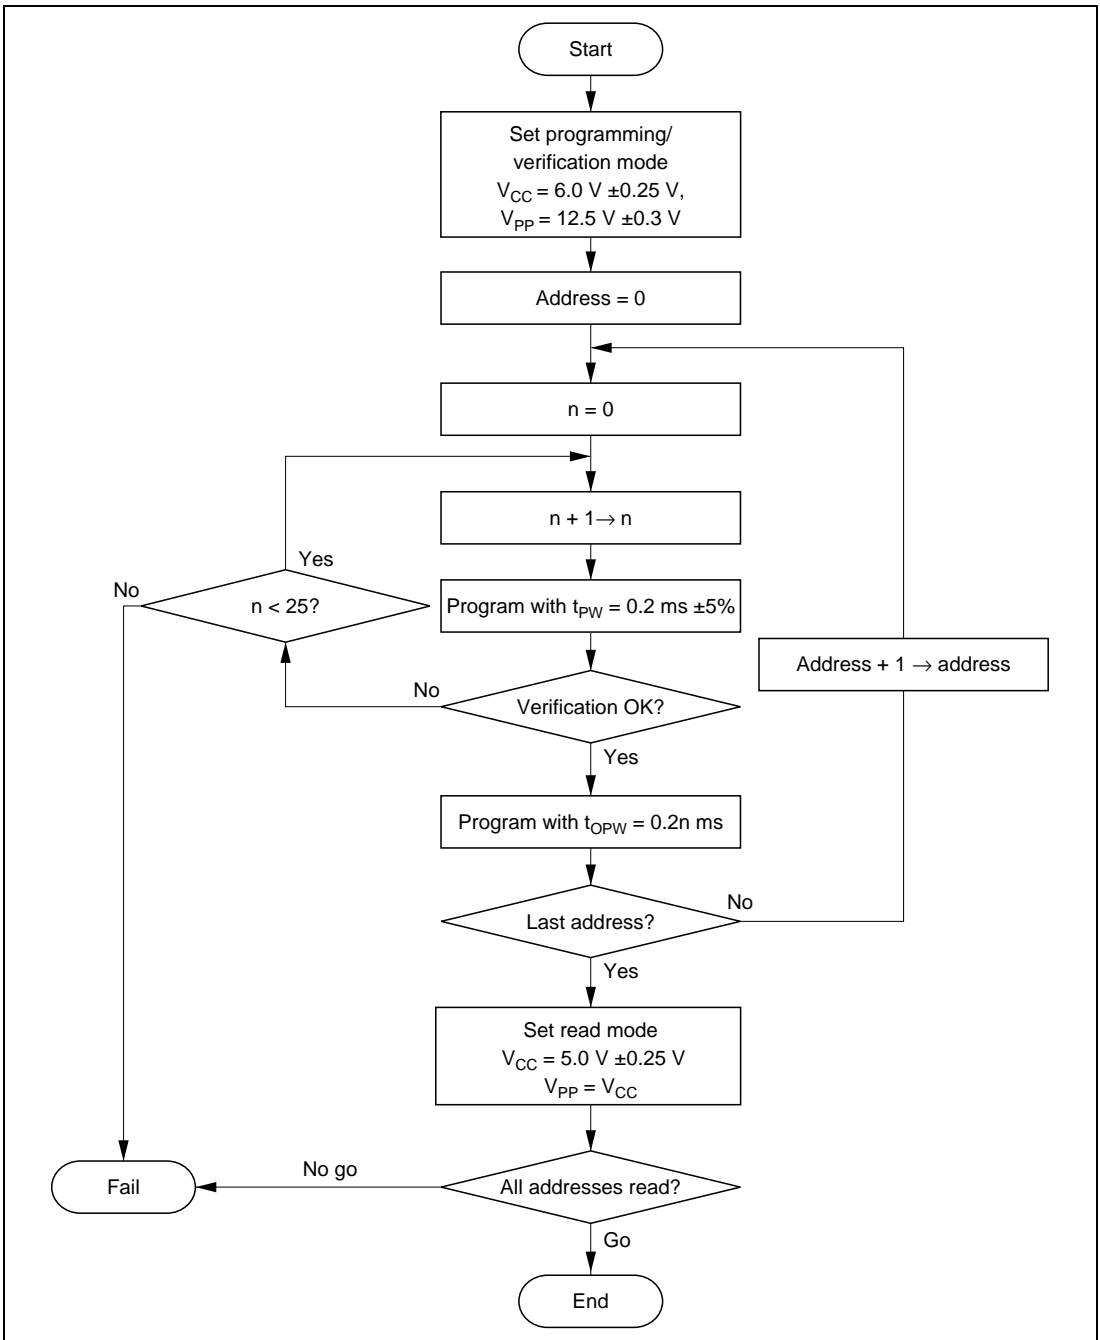 Start
Set programming/
verification mode
VCC = 6.0 V ±0.25 V,
VPP = 12.5 V ±0.3 V
Address = 0
n = 0
n + 1→ n
Yes
No
n < 25?
Program with tPW = 0.2 ms ±5%
Address + 1 → address
No
Verification OK?
Yes
Program with tOPW = 0.2n ms
Last address?
No
Yes
Set read mode
VCC = 5.0 V ±0.25 V
VPP = VCC
No go
Fail
All addresses read?
Go
End